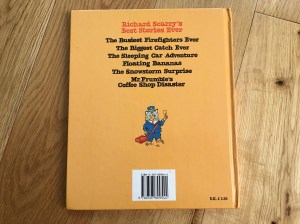 Richard Scarry's
Best Stories Ever
The Busiest Firefighters Ever
The Biggest Catch Ever
The Sleeping Car Adventure
Floating Bananas
The Snowstorm Surprise
Mr Frumble's
Coffee Shop Disaster